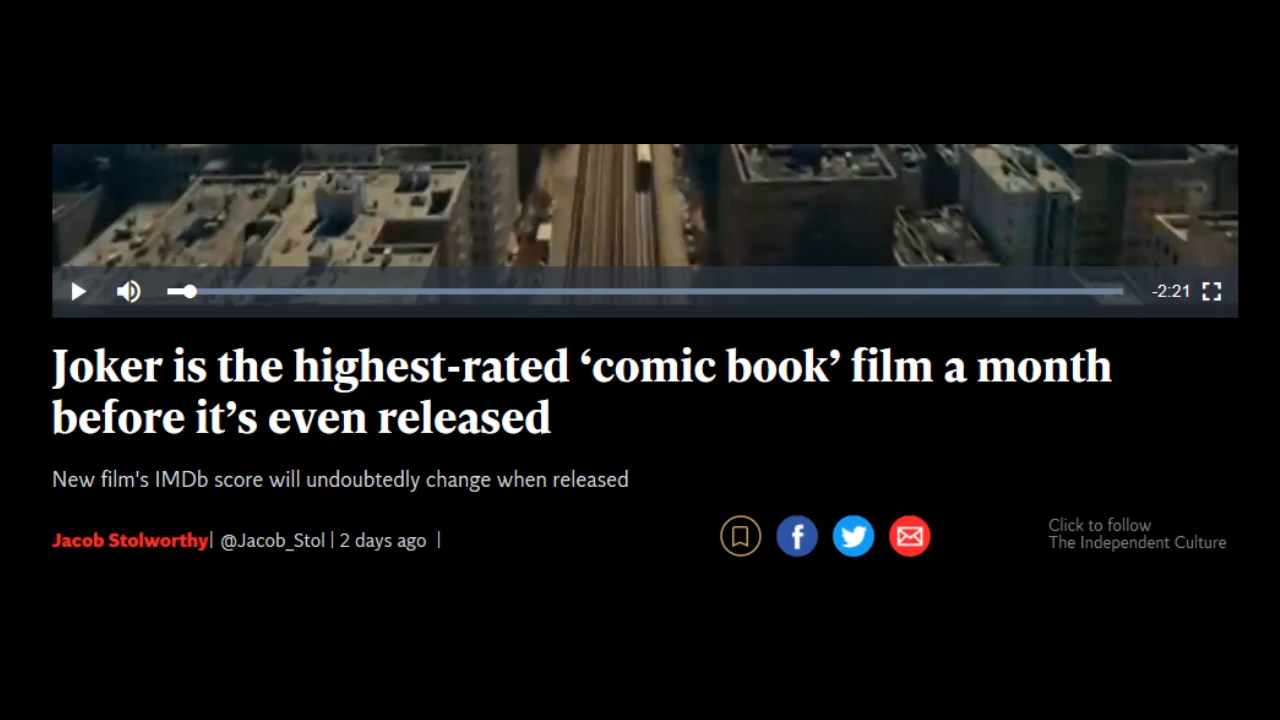 -2:21
Joker is the highest-rated ‘comic book’ film a month
before it’s even released
New film's IMDb score will undoubtedly change when released
Jacob Stolworthy| @Jacob_Stol | 2 days ago |
Click to follow
The Independent Culture